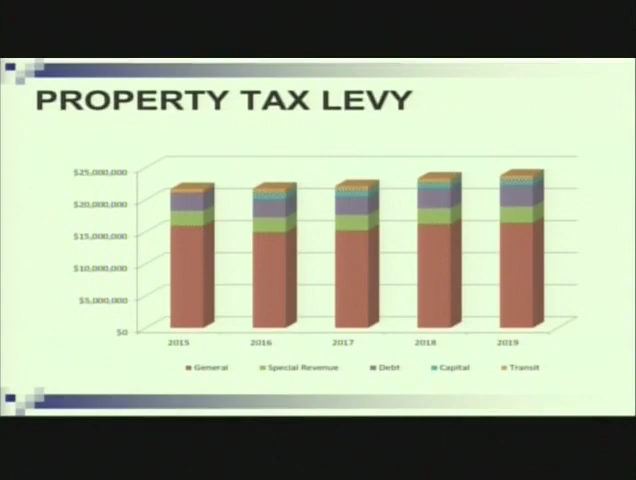 PROPERTY TAX LEVY
$25,000,000
$20,000,000
$15,000,000
$10,000,000
$5,000,000
$0
2015 2016 2017 2018 2019
General Special Revenue Debt Capital Transit